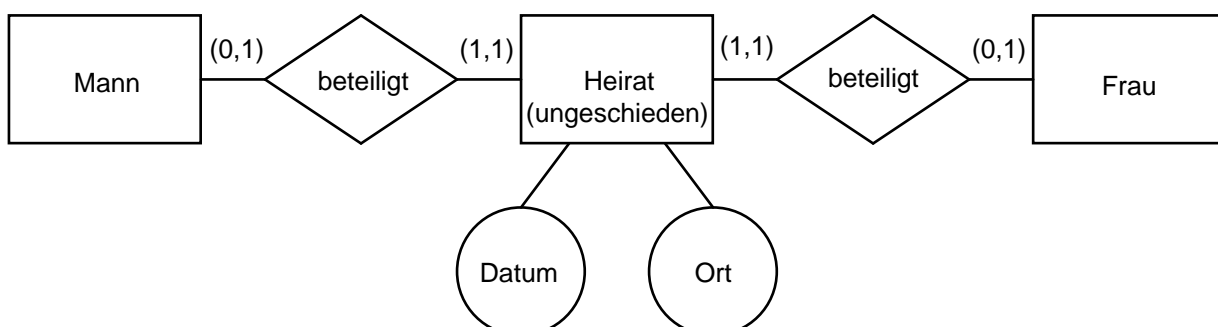 (0,1)
(1,1)
(1,1)
(0,1)
Mann
beteiligt
Heirat
(ungeschieden)
beteiligt
Frau
Datum
Ort